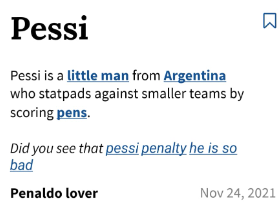 Pessi
Pessi is a little man from Argentina
who statpads against smaller teams by
scoring pens.
Did you see that pessi penalty he is so
bad
Penaldo lover Nov 24, 2021